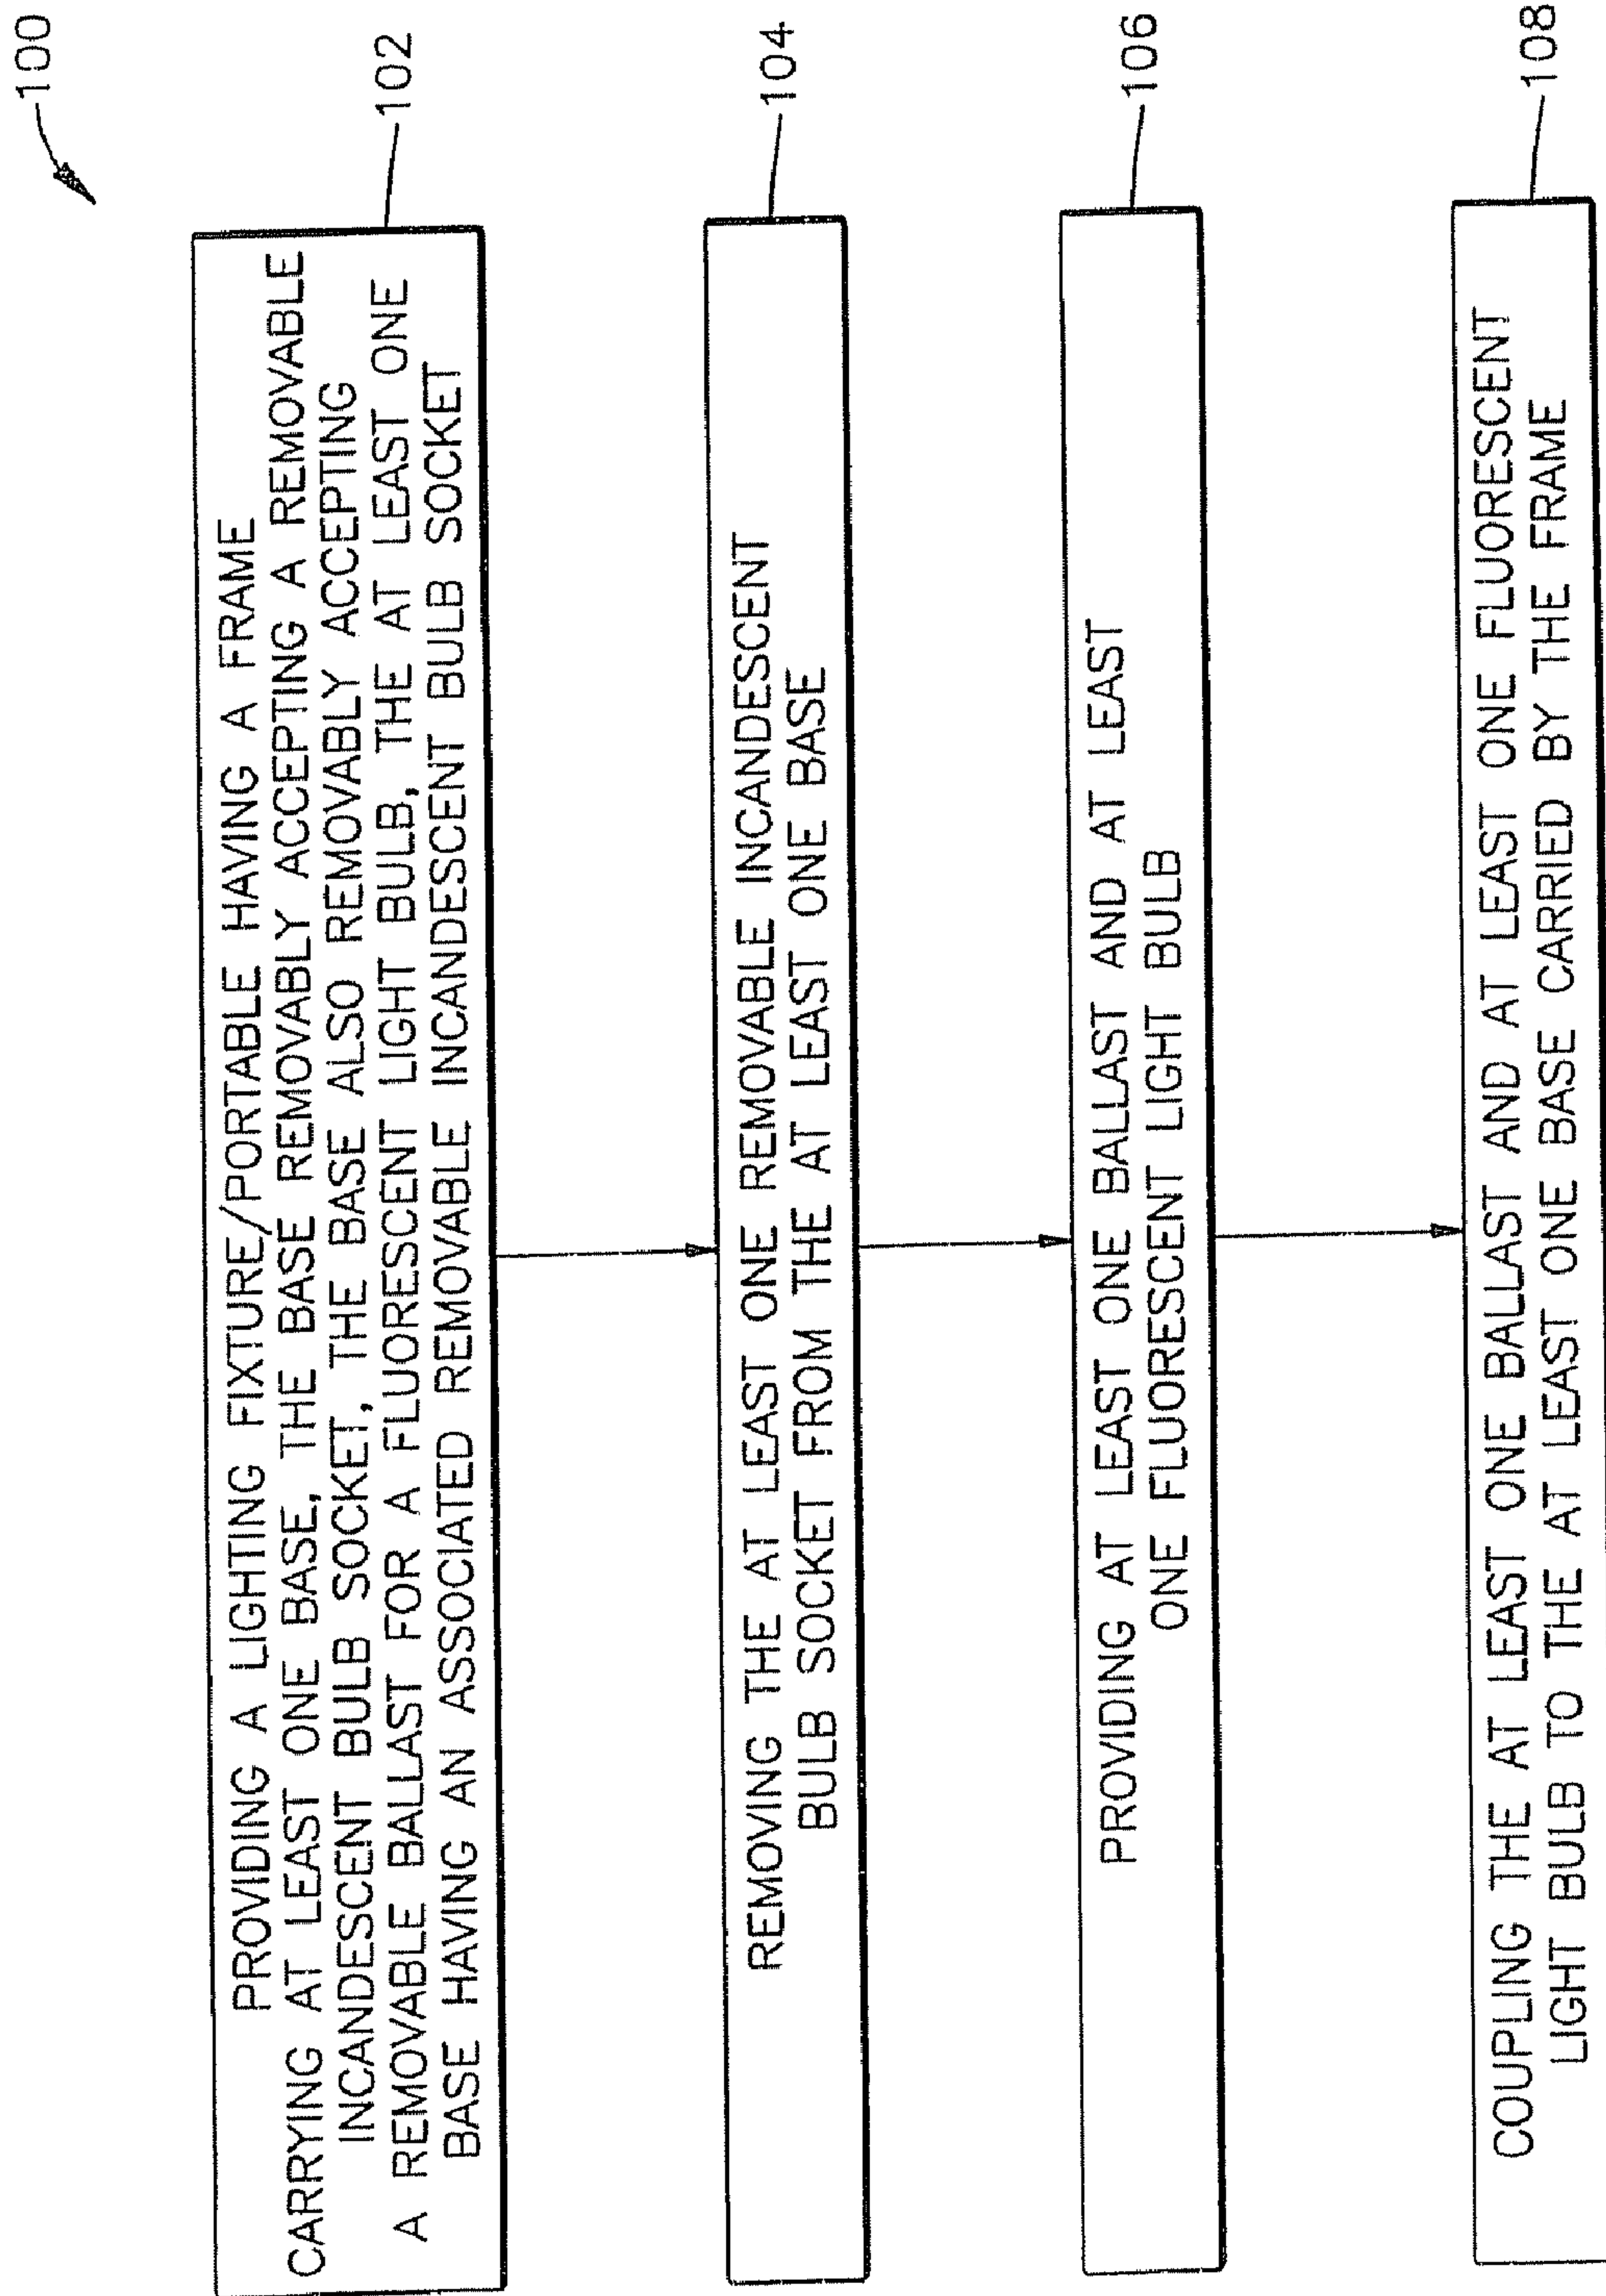 100
PROVIDING A LIGHTING FIXTURE/PORTABLE HAVING A FRAME
CARRYING AT LEAST ONE BASE, THE BASE REMOVABLY ACCEPTING A REMOVABLE
INCANDESCENT BULB SOCKET, THE BASE ALSO REMOVABLY ACCEPTING
A REMOVABLE BALLAST FOR A FLUORESCENT LIGHT BULB, THE AT LEAST ONE
BASE HAVING AN ASSOCIATED REMOVABLE INCANDESCENT BULB SOCKET
102
REMOVING THE AT LEAST ONE REMOVABLE INCANDESCENT
BULB SOCKET FROM THE AT LEAST ONE BASE
104
PROVIDING AT LEAST ONE BALLAST AND AT LEAST
ONE FLUORESCENT LIGHT BULB
106
COUPLING THE AT LEAST ONE BALLAST AND AT LEAST ONE FLUORESCENT
LIGHT BULB TO THE AT LEAST ONE BASE CARRIED BY THE FRAME
108